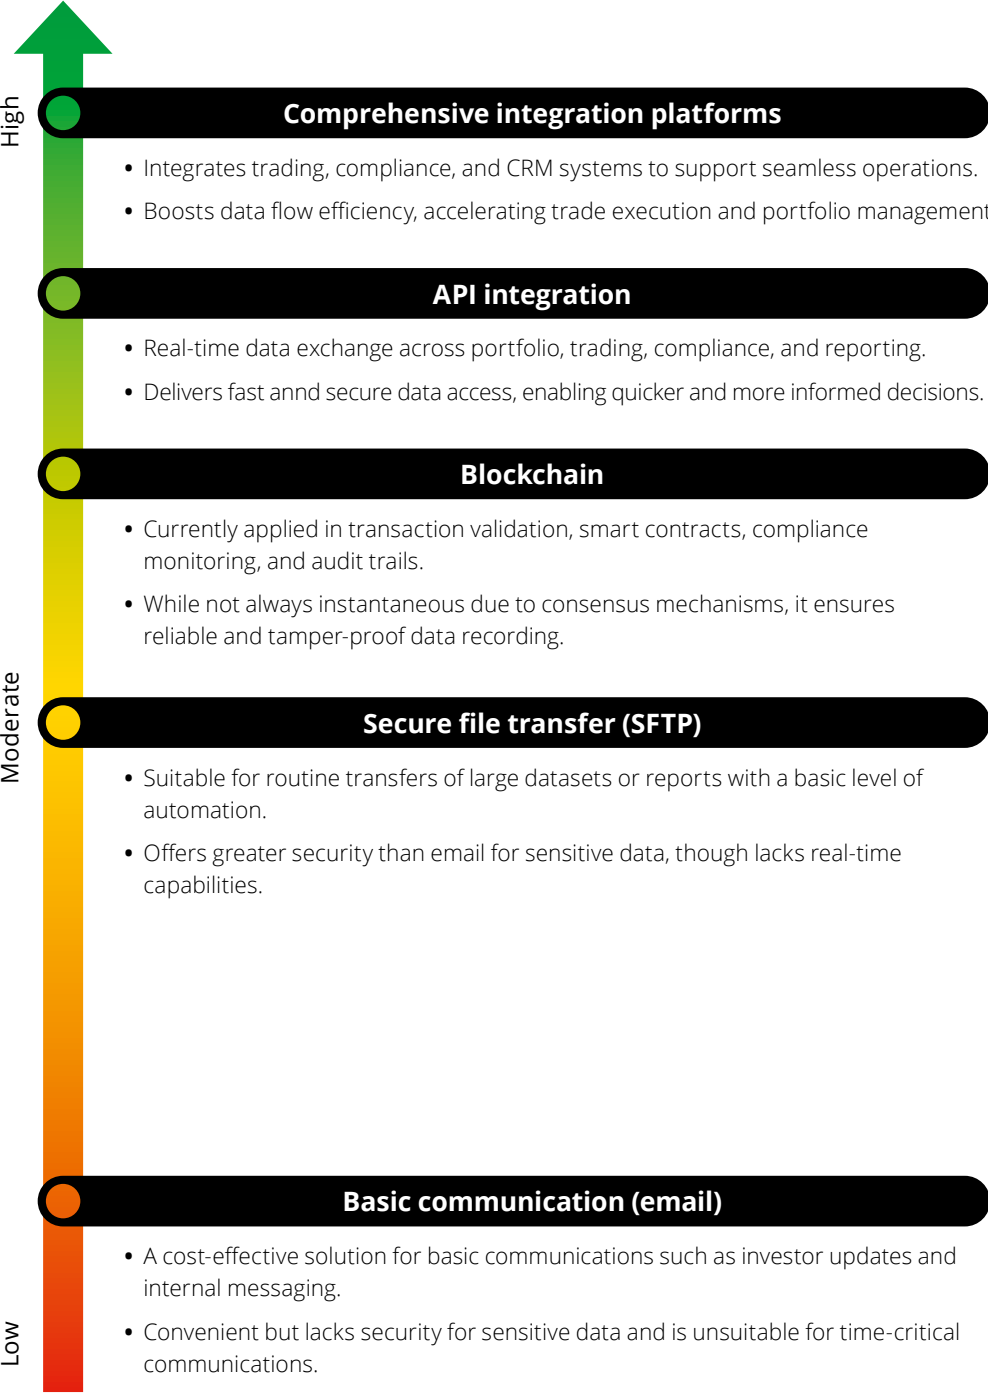 High
Comprehensive integration platforms
• Integrates trading, compliance, and CRM systems to support seamless operations.
• Boosts data flow efficiency, accelerating trade execution and portfolio management
API integration
• Real-time data exchange across portfolio, trading, compliance, and reporting.
• Delivers fast annd secure data access, enabling quicker and more informed decisions.
Blockchain
• Currently applied in transaction validation, smart contracts, compliance
monitoring, and audit trails.
• While not always instantaneous due to consensus mechanisms, it ensures
reliable and tamper-proof data recording.
Moderate
Secure file transfer (SFTP)
• Suitable for routine transfers of large datasets or reports with a basic level of
automation.
• Offers greater security than email for sensitive data, though lacks real-time
capabilities.
Basic communication (email)
• A cost-effective solution for basic communications such as investor updates and
internal messaging.
• Convenient but lacks security for sensitive data and is unsuitable for time-critical
communications.
Low